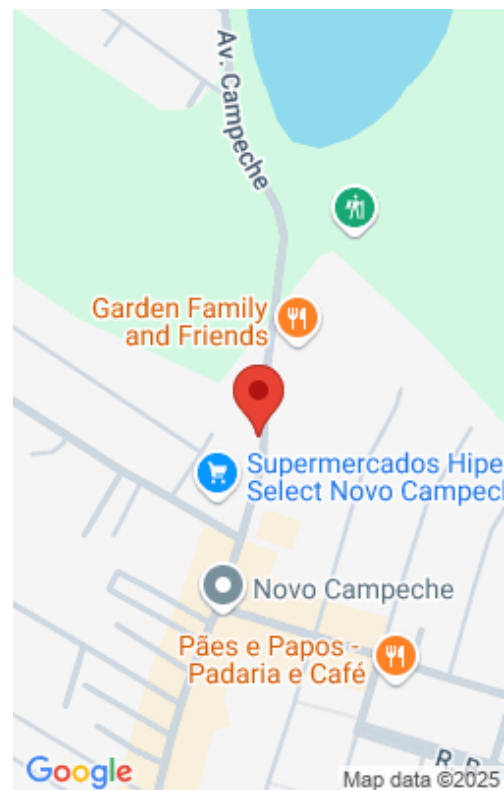 Av. Campeche
Garden Family
and Friends
Supermercados Hipe
Select Novo Campec
Novo Campeche
Pães e Papos -
Padaria e Café
Google
Map data ©2025